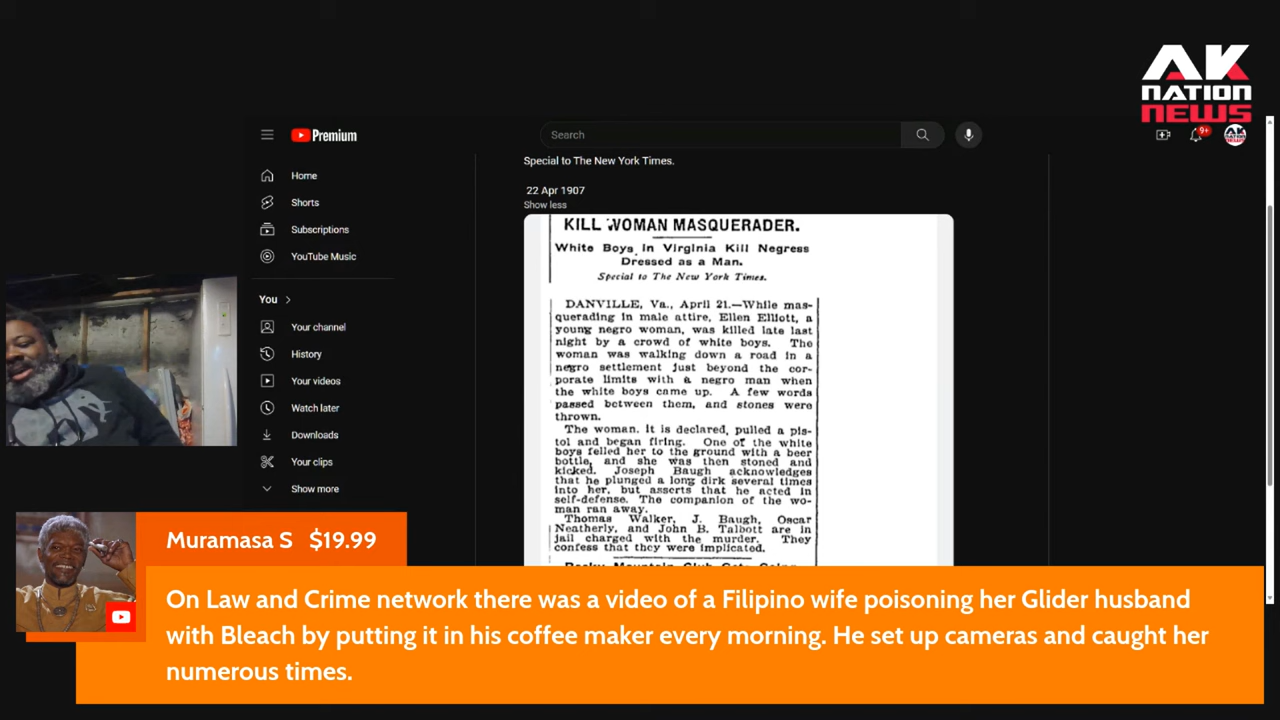 AK
NATION
NEWS
Premium
Search
9+
Home
Shorts
Subscriptions
YouTube Music
You
Your channel
History
Your videos
Watch later
Downloads
Your clips
Show more
Special to The New York Times.
22 Apr 1907
Show less
KILL WOMAN MASQUERADER.
White Boys in Virginia Kill Negress
Dressed as a Man.
Special to The New York Times.
DANVILLE, Va., April 21.—While mas-
querading in male attire, Ellen Elliott, a
young negro woman, was killed late last
night by a crowd of white boys. The
woman was walking down a road in a
negro settlement just beyond the cor-
porate limits with a negro man when
the white boys came up. A few words
passed between them, and stones were
thrown.
The woman, it is declared, pulled a pis-
tol and began firing. One of the white
boys felled her to the ground with a beer
bottle, and she was then stoned and
kicked. Joseph Baugh acknowledges
that he plunged a long dirk several times
into her, but asserts that he acted in
self-defense. The companion of the wo-
man ran away.
Thomas Walker, J. Baugh, Oscar
Neatherly, and John B. Talbott are in
jail charged with the murder. They
confess that they were implicated.
Muramasa S $19.99
On Law and Crime network there was a video of a Filipino wife poisoning her Glider husband
with Bleach by putting it in his coffee maker every morning. He set up cameras and caught her
numerous times.